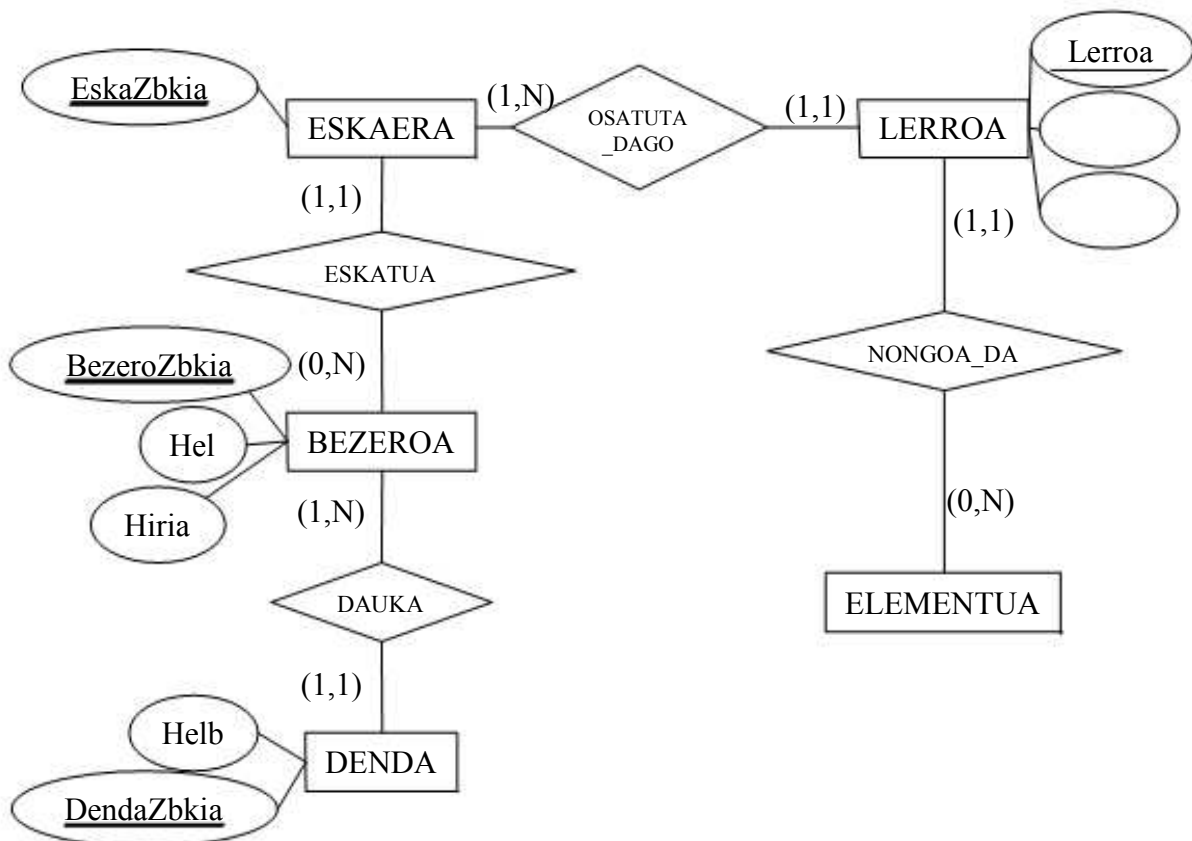 Lerroa
EskaZbkia
(1,N)
(1,1)
ESKAERA
OSATUTA
_DAGO
LERROA
(1,1)
(1,1)
ESKATUA
BezeroZbkia
(0,N)
NONGOA_DA
Hel
BEZEROA
Hiria
(1,N)
(0,N)
DAUKA
ELEMENTUA
(1,1)
Helb
DENDA
DendaZbkia